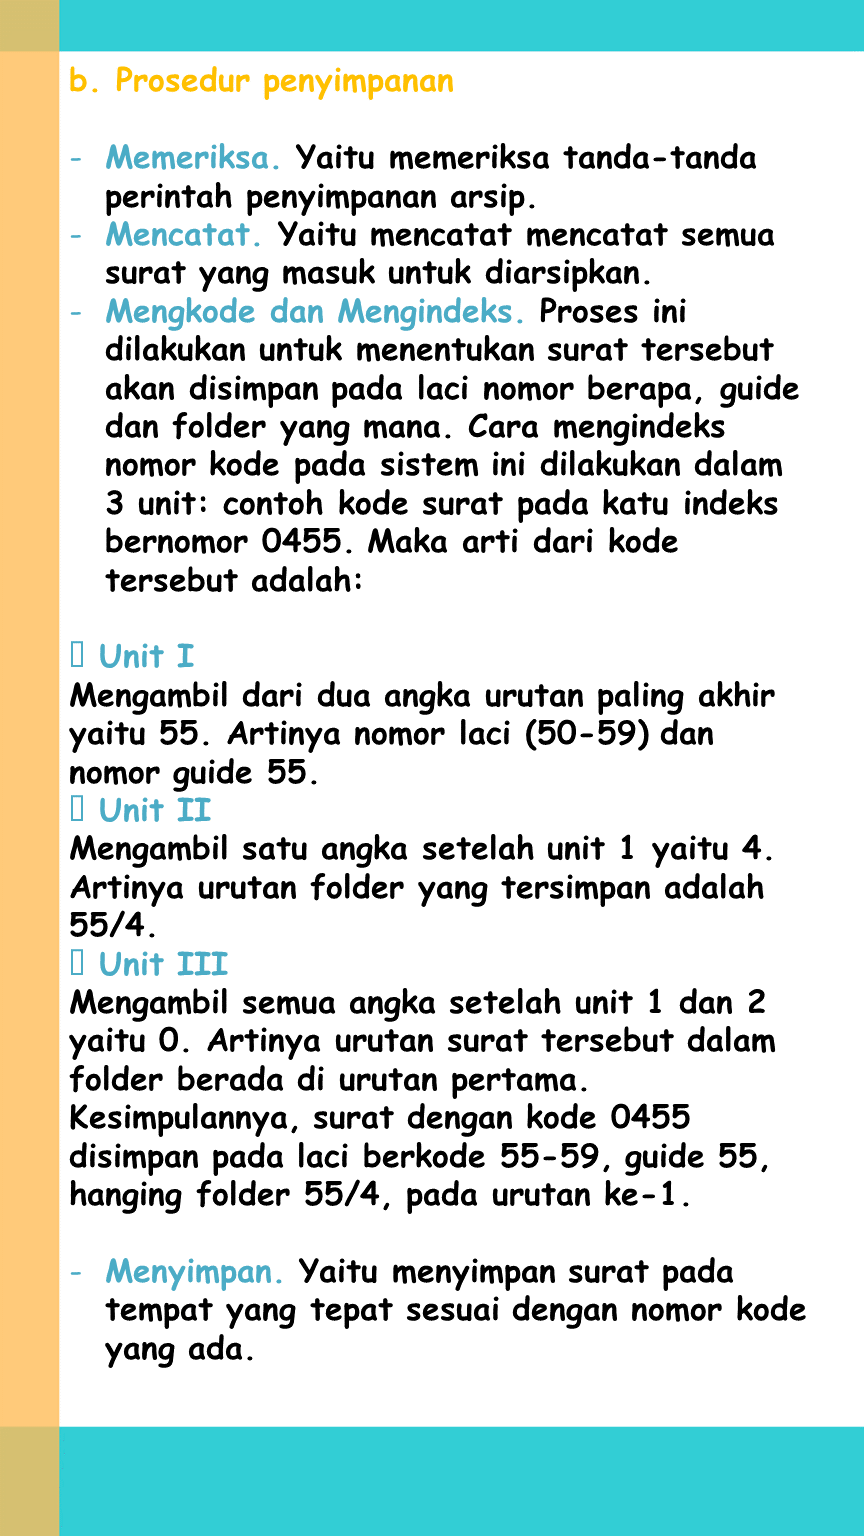 b. Prosedur penyimpanan
- Memeriksa. Yaitu memeriksa tanda-tanda
perintah penyimpanan arsip.
- Mencatat. Yaitu mencatat mencatat semua
surat yang masuk untuk diarsipkan.
- Mengkode dan Mengindeks. Proses ini
dilakukan untuk menentukan surat tersebut
akan disimpan pada laci nomor berapa, guide
dan folder yang mana. Cara mengindeks
nomor kode pada sistem ini dilakukan dalam
3 unit: contoh kode surat pada katu indeks
bernomor 0455. Maka arti dari kode
tersebut adalah:
Unit I
Mengambil dari dua angka urutan paling akhir
yaitu 55. Artinya nomor laci (50-59) dan
nomor guide 55.
Unit II
Mengambil satu angka setelah unit 1 yaitu 4.
Artinya urutan folder yang tersimpan adalah
55/4.
Unit III
Mengambil semua angka setelah unit 1 dan 2
yaitu 0. Artinya urutan surat tersebut dalam
folder berada di urutan pertama.
Kesimpulannya, surat dengan kode 0455
disimpan pada laci berkode 55-59, guide 55,
hanging folder 55/4, pada urutan ke-1.
- Menyimpan. Yaitu menyimpan surat pada
tempat yang tepat sesuai dengan nomor kode
yang ada.